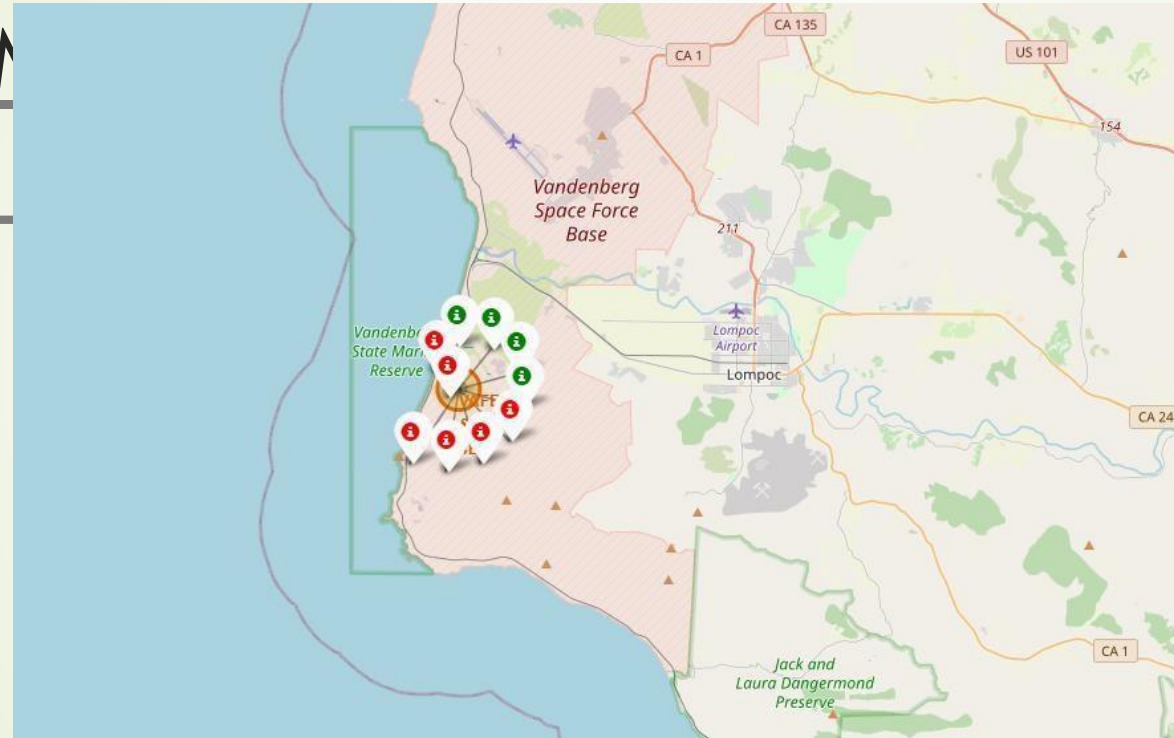 CA 135
CA 1
US 101
154
Vandenberg
Space Force
Base
211
Lompoc
Airport
Reserve
Lompoc
CA 24
CA 1
Jack and
Laura Dangermond
Preserve